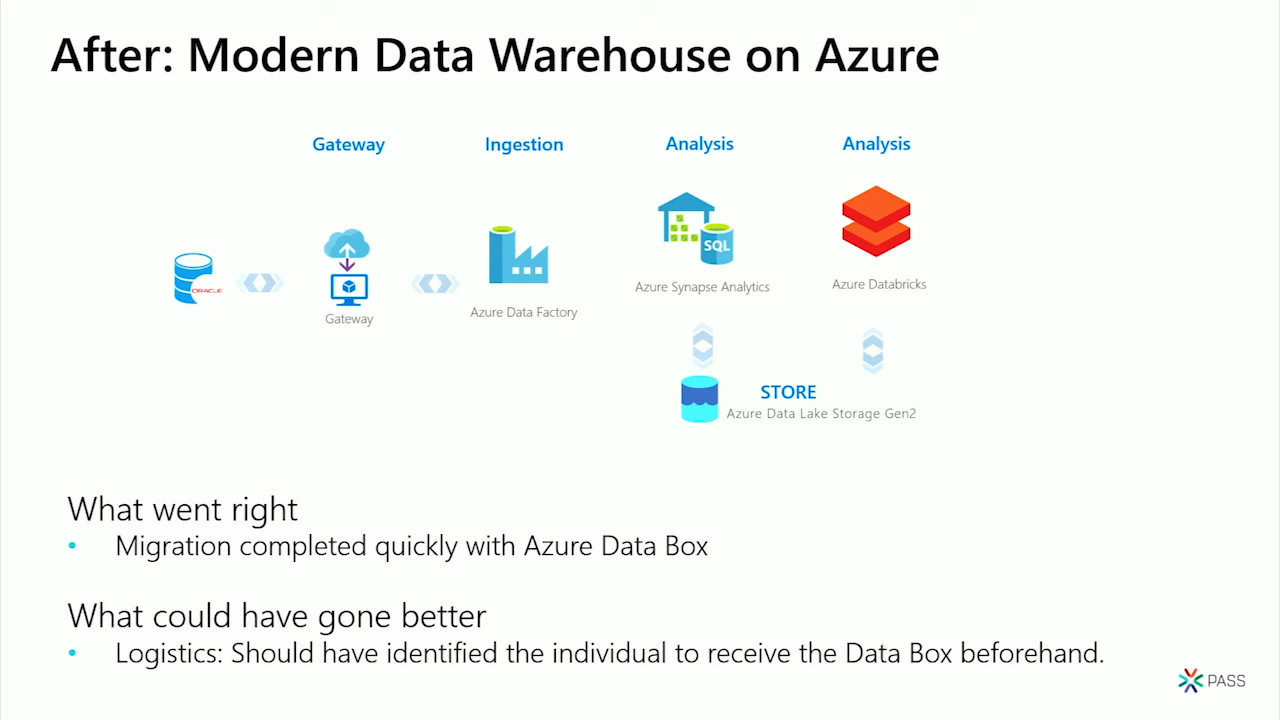 After: Modern Data Warehouse on Azure
Gateway
Ingestion
Analysis
Analysis
SQL
ORACLE
Gateway
Azure Data Factory
Azure Synapse Analytics
Azure Databricks
STORE
Azure Data Lake Storage Gen2
What went right
• Migration completed quickly with Azure Data Box
What could have gone better
• Logistics: Should have identified the individual to receive the Data Box beforehand.
PASS